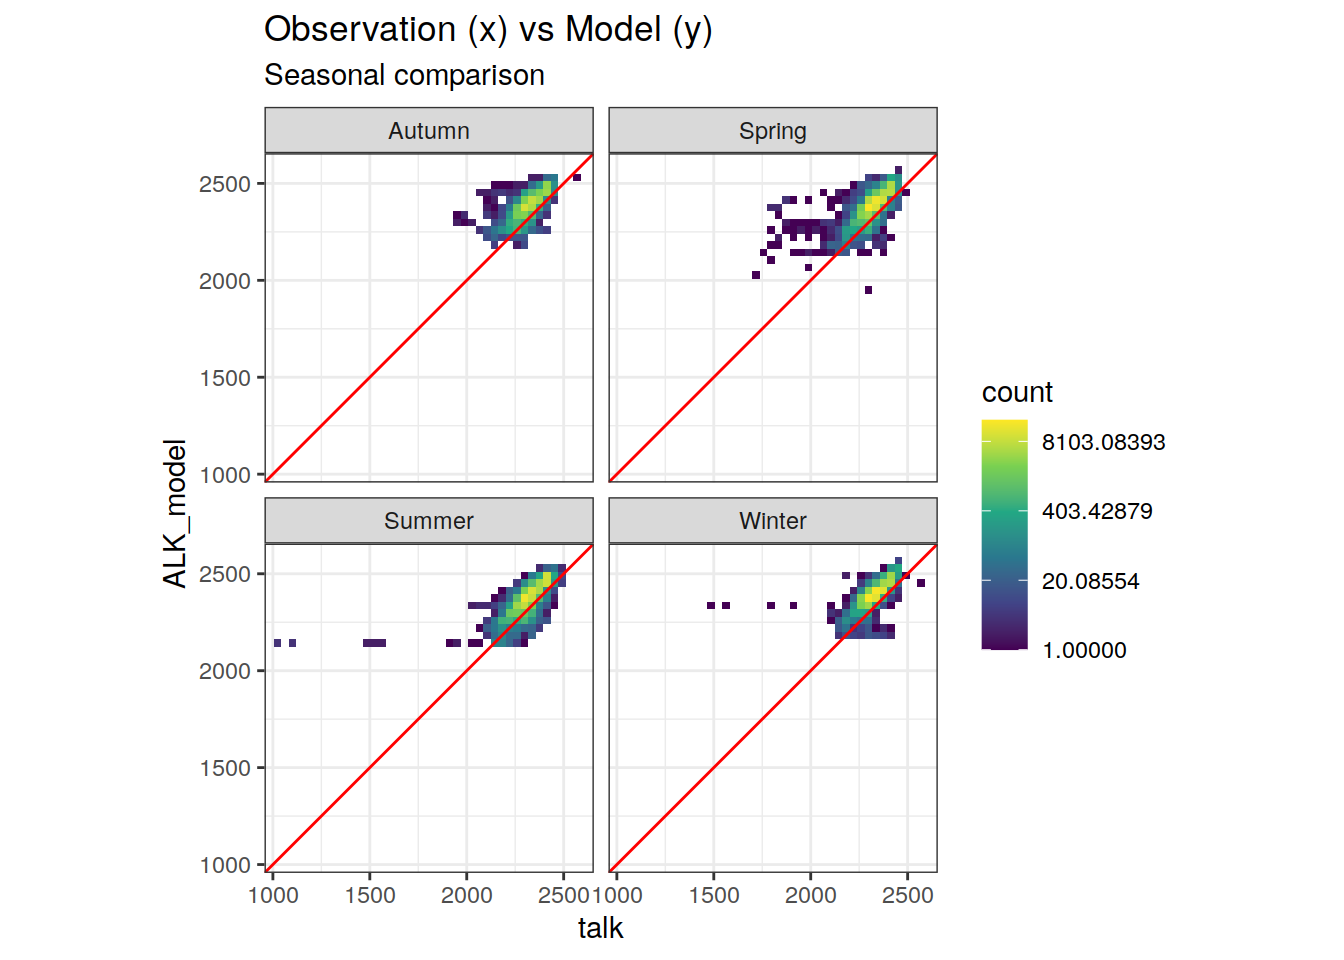 Observation (x) vs Model (y)
Seasonal comparison
Autumn
Spring
2500
2000
1500
1000
Summer
Winter
2500
2000
1500
1000
1000
1500
2000
2500
1000
1500
2000
2500
talk
ALK_model
count
8103.08393
403.42879
20.08554
1.00000